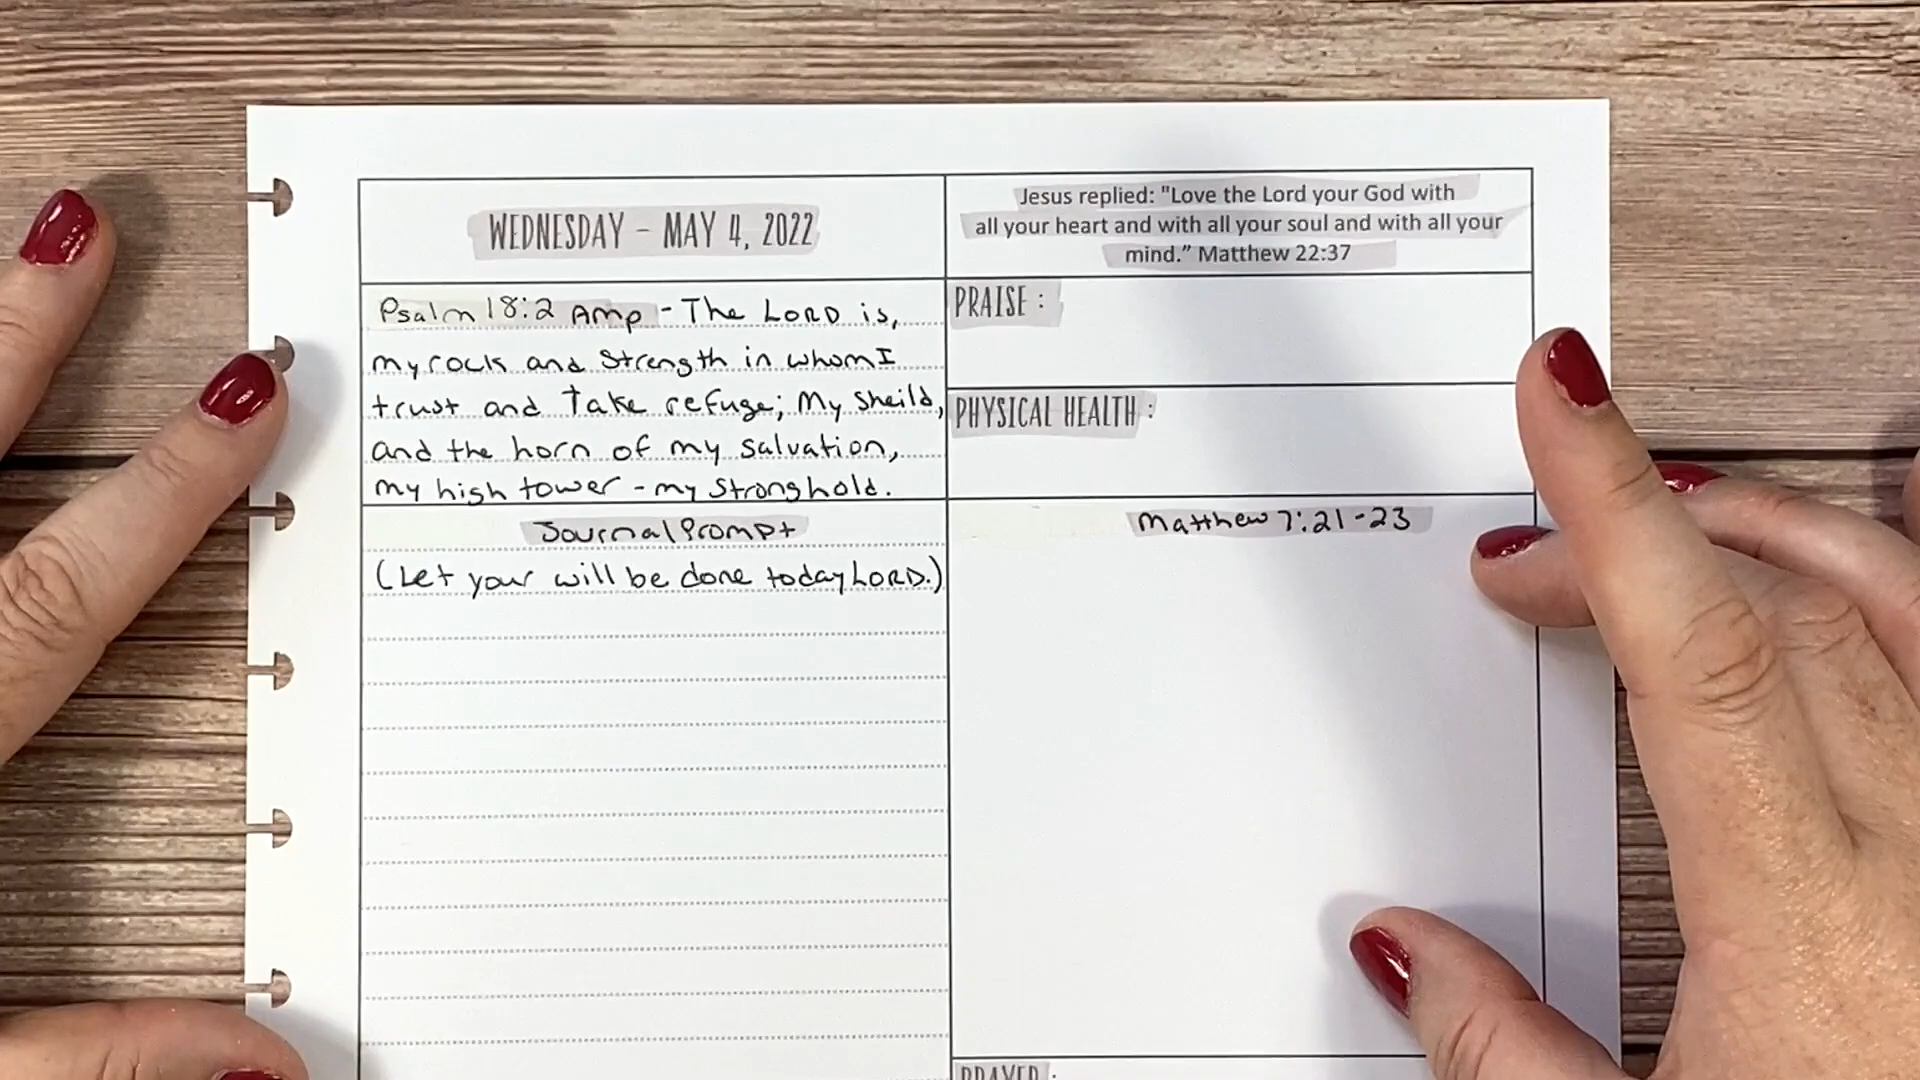 WEDNESDAY - MAY 4, 2022
Psalm 18:2 Amp - The LORD is,
my rock and Strength in whom I
trust and Take refuge; My Sheild,
and the horn of my salvation,
my high tower - my Stronghold.
Journal Prompt
(Let your will be done today LORD.)
Jesus replied: "Love the Lord your God with
all your heart and with all your soul and with all your
mind.” Matthew 22:37
PRAISE :
PHYSICAL HEALTH :
Matthew 7:21-23
PRAYER :